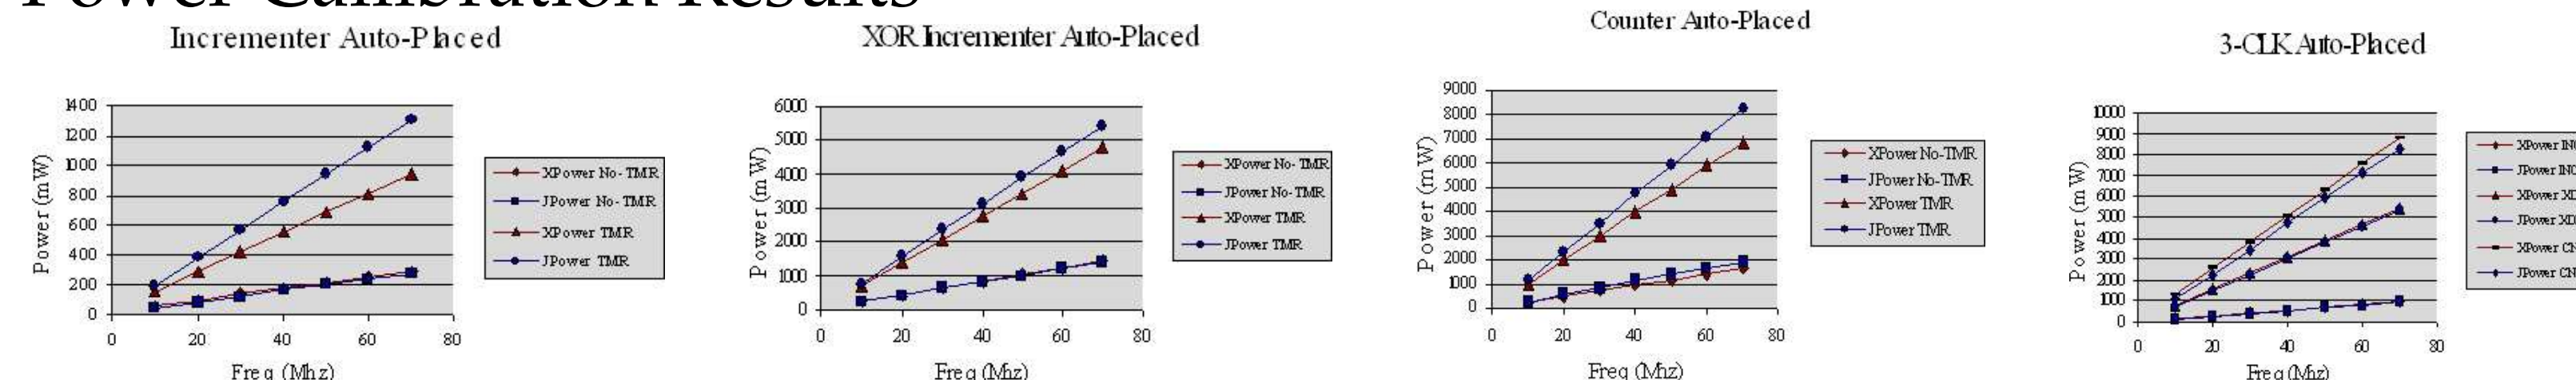 Power Calibration Results
Incrementer Auto-Placed
Power (mW)
1400
1200
1000
800
600
400
200
0
0 20 40 60 80
Freq (Mhz)
XPower No-TMR
JPower No-TMR
XPower TMR
JPower TMR
XOR Incrementer Auto-Placed
Power (mW)
6000
5000
4000
3000
2000
1000
0
0 20 40 60 80
Freq (Mhz)
XPower No-TMR
JPower No-TMR
XPower TMR
JPower TMR
Counter Auto-Placed
Power (mW)
9000
8000
7000
6000
5000
4000
3000
2000
1000
0
0 20 40 60 80
Freq (Mhz)
XPower No-TMR
JPower No-TMR
XPower TMR
JPower TMR
3-CLK Auto-Placed
Power (mW)
10000
9000
8000
7000
6000
5000
4000
3000
2000
1000
0
0 20 40 60 80
Freq (Mhz)
XPower
JPower
XPower
JPower
XPower
JPower